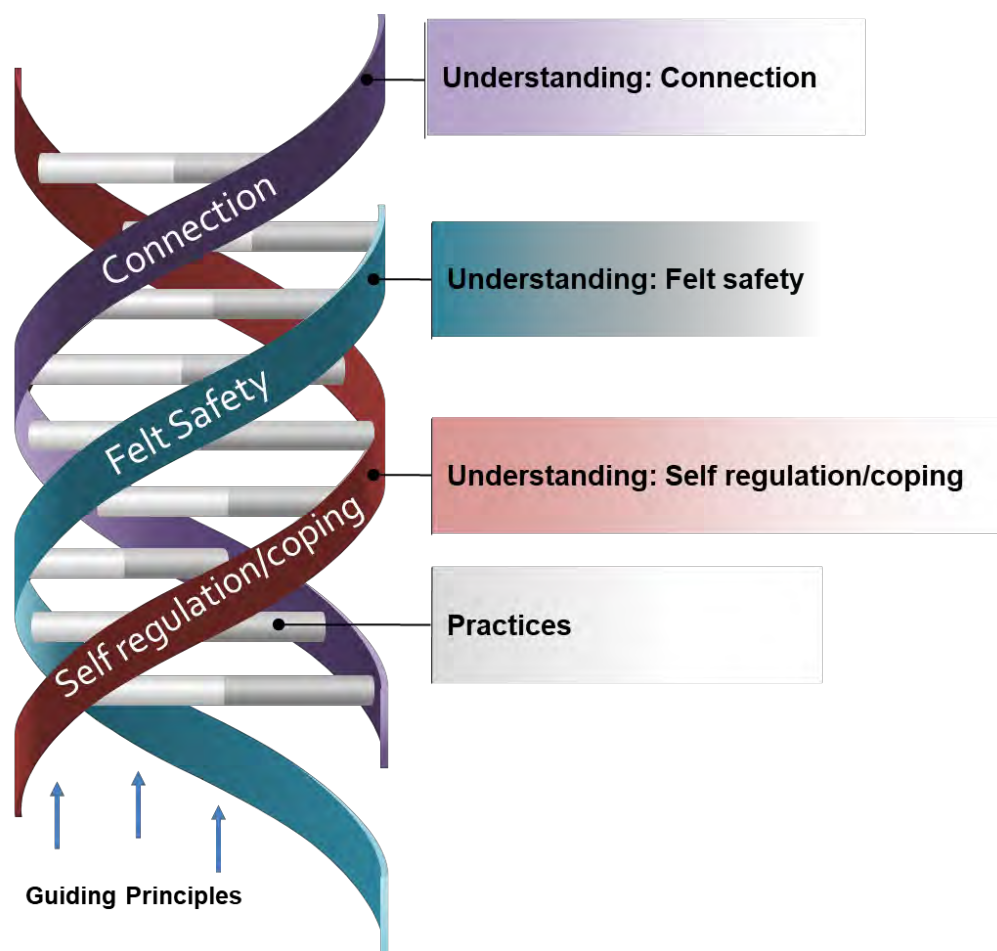 Understanding: Connection
Connection
Understanding: Felt safety
Felt Safety
Understanding: Self regulation/coping
Self regulation/coping
Practices
Guiding Principles